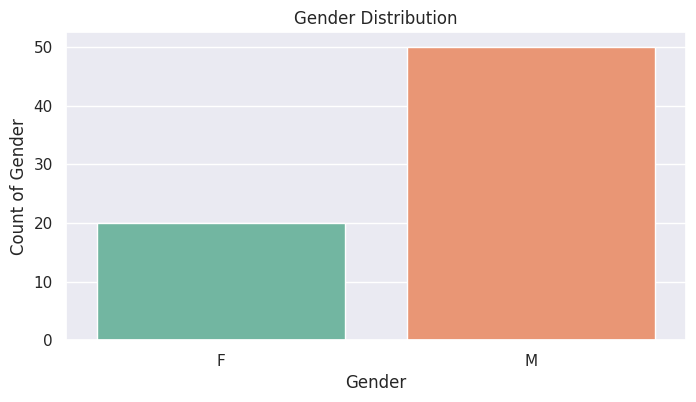 Gender Distribution
Count of Gender
50
40
30
20
10
0
F
M
Gender